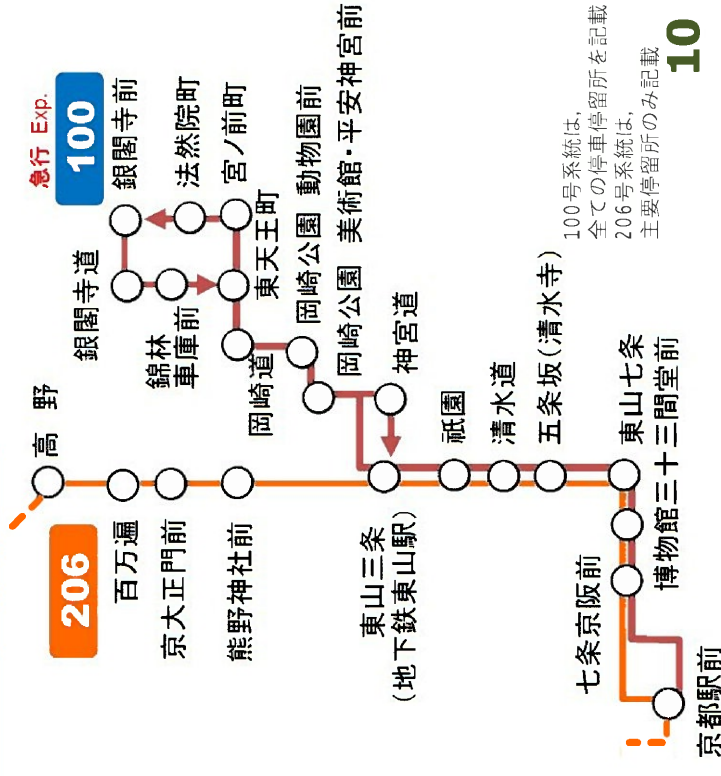 急行 Exp.
100
銀閣寺前
法然院町
宮ノ前町
東天王町
銀閣寺道
錦林
車庫前
岡崎道
岡崎公園 動物園前
岡崎公園 美術館・平安神宮前
神宮道
206
高野
百万遍
京大正門前
熊野神社前
東山三条
(地下鉄東山駅)
祇園
清水道
五条坂(清水寺)
東山七条
博物館三十三間堂前
七条京阪前
京都駅前
100号系統は,
全ての停車停留所を記載
206号系統は,
主要停留所のみ記載
10